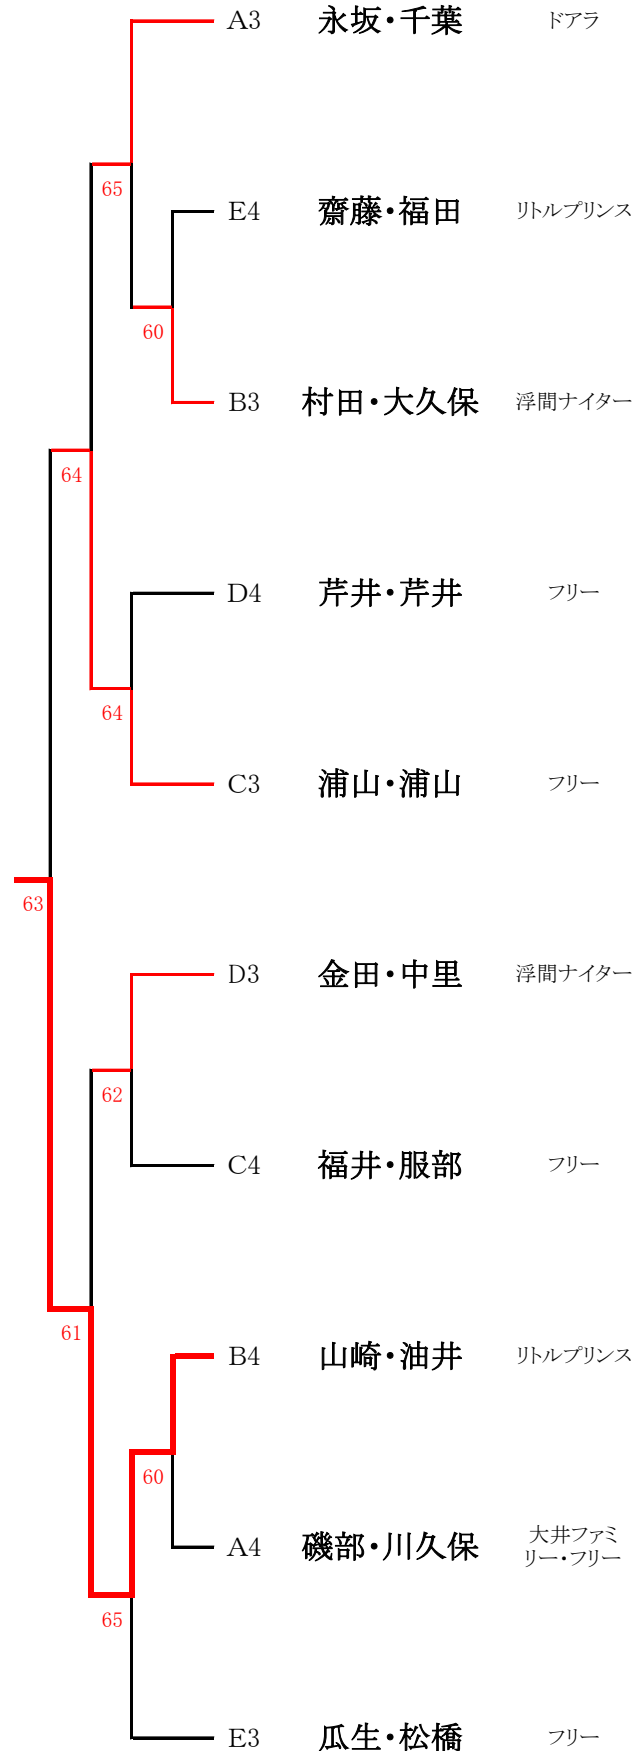 A3 永坂・千葉 ドアラ
65
E4 齋藤・福田 リトルプリンス
60
B3 村田・大久保 浮間ナイター
64
D4 芹井・芹井 フリー
64
C3 浦山・浦山 フリー
63
D3 金田・中里 浮間ナイター
62
C4 福井・服部 フリー
61
B4 山崎・油井 リトルプリンス
60
A4 磯部・川久保 大井ファミ
リー・フリー
65
E3 瓜生・松橋 フリー